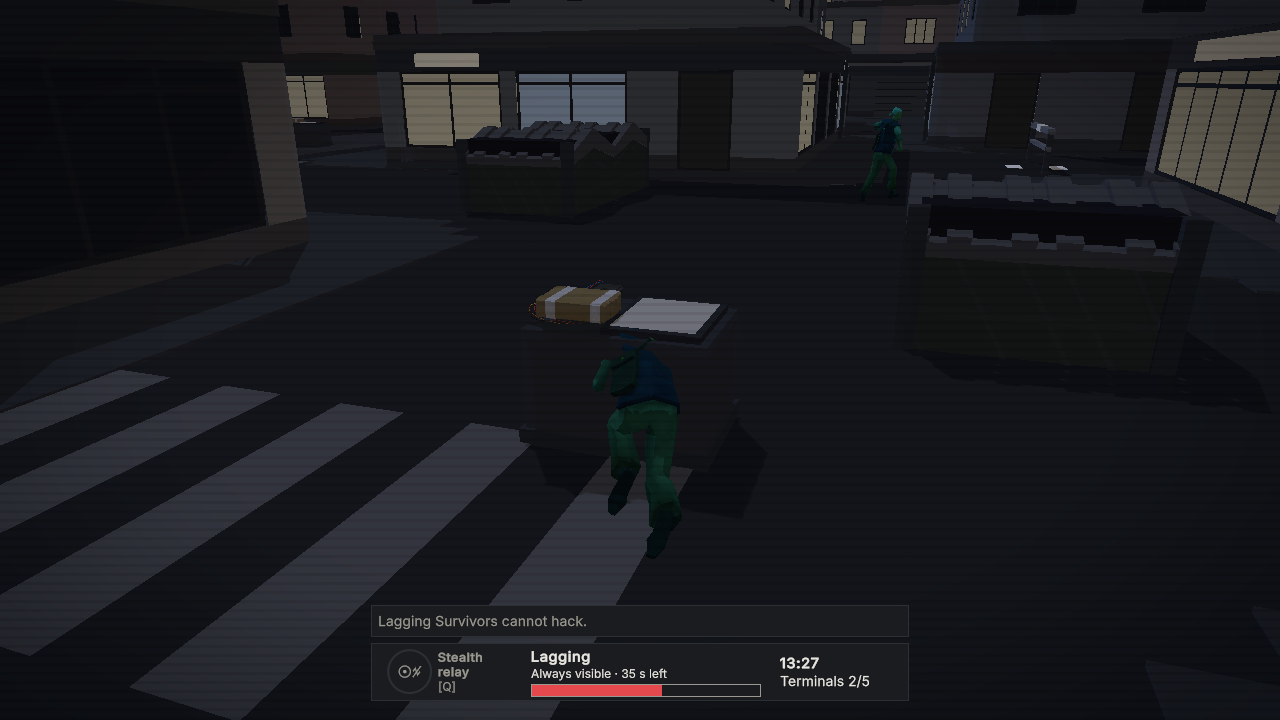 Lagging Survivors cannot hack.
Stealth
relay
[Q]
Lagging
Always visible · 35 s left
13:27
Terminals 2/5